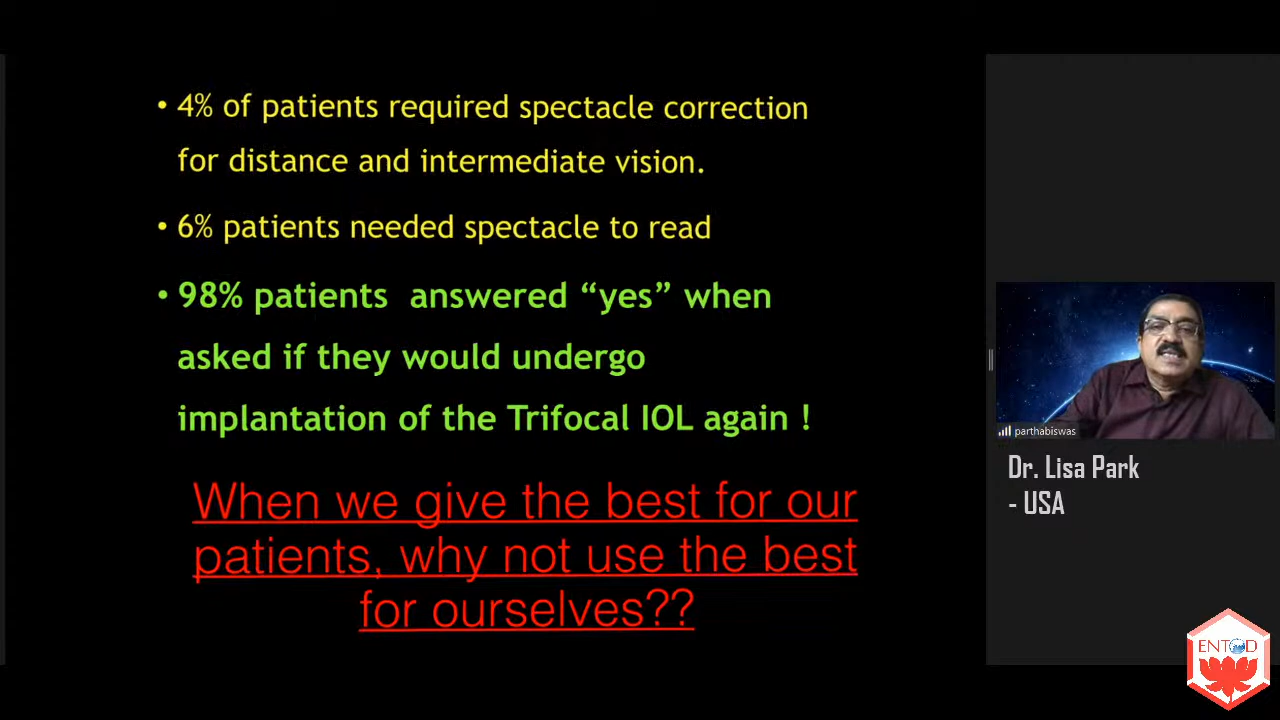 • 4% of patients required spectacle correction
for distance and intermediate vision.
• 6% patients needed spectacle to read
• 98% patients answered “yes” when
asked if they would undergo
implantation of the Trifocal IOL again !
When we give the best for our
patients, why not use the best
for ourselves??
parthabiswas
Dr. Lisa Park
- USA
ENTOD